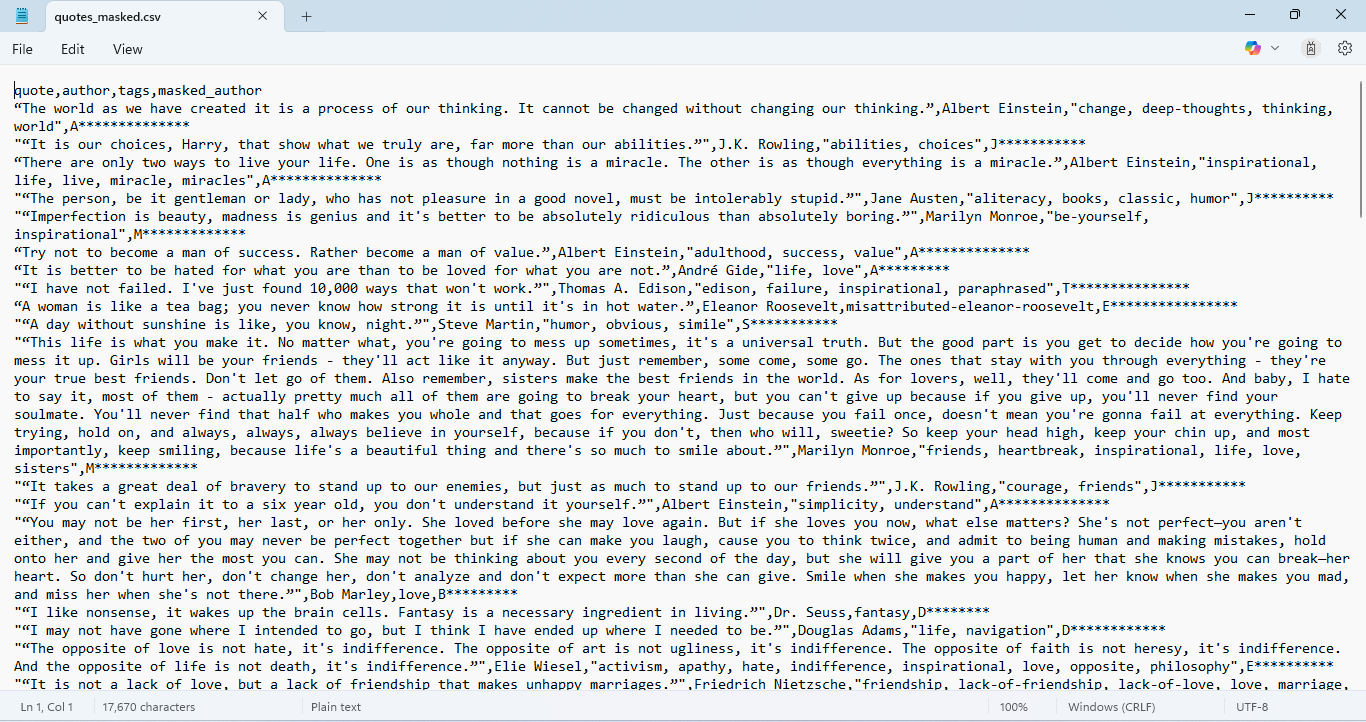 quotes_masked.csv
File Edit View
quote,author,tags,masked_author
“The world as we have created it is a process of our thinking. It cannot be changed without changing our thinking.”,Albert Einstein,"change, deep-thoughts, thinking,
world",A**************
"“It is our choices, Harry, that show what we truly are, far more than our abilities.”",J.K. Rowling,"abilities, choices",J***********
“There are only two ways to live your life. One is as though nothing is a miracle. The other is as though everything is a miracle.”,Albert Einstein,"inspirational,
life, live, miracle, miracles",A**************
"“The person, be it gentleman or lady, who has not pleasure in a good novel, must be intolerably stupid.”",Jane Austen,"aliteracy, books, classic, humor",J**********
"“Imperfection is beauty, madness is genius and it's better to be absolutely ridiculous than absolutely boring.”",Marilyn Monroe,"be-yourself,
inspirational",M*************
“Try not to become a man of success. Rather become a man of value.”,Albert Einstein,"adulthood, success, value",A**************
“It is better to be hated for what you are than to be loved for what you are not.”,André Gide,"life, love",A*********
"“I have not failed. I've just found 10,000 ways that won't work.”",Thomas A. Edison,"edison, failure, inspirational, paraphrased",T***************
“A woman is like a tea bag; you never know how strong it is until it's in hot water.”,Eleanor Roosevelt,misattributed-eleanor-roosevelt,E****************
"“A day without sunshine is like, you know, night.”",Steve Martin,"humor, obvious, simile",S***********
"“This life is what you make it. No matter what, you're going to mess up sometimes, it's a universal truth. But the good part is you get to decide how you're going to
mess it up. Girls will be your friends - they'll act like it anyway. But just remember, some come, some go. The ones that stay with you through everything - they're
your true best friends. Don't let go of them. Also remember, sisters make the best friends in the world. As for lovers, well, they'll come and go too. And baby, I hate
to say it, most of them - actually pretty much all of them are going to break your heart, but you can't give up because if you give up, you'll never find your
soulmate. You'll never find that half who makes you whole and that goes for everything. Just because you fail once, doesn't mean you're gonna fail at everything. Keep
trying, hold on, and always, always, always believe in yourself, because if you don't, then who will, sweetie? So keep your head high, keep your chin up, and most
importantly, keep smiling, because life's a beautiful thing and there's so much to smile about.”",Marilyn Monroe,"friends, heartbreak, inspirational, life, love,
sisters",M*************
"“It takes a great deal of bravery to stand up to our enemies, but just as much to stand up to our friends.”",J.K. Rowling,"courage, friends",J***********
"“If you can't explain it to a six year old, you don't understand it yourself.”",Albert Einstein,"simplicity, understand",A**************
"“You may not be her first, her last, or her only. She loved before she may love again. But if she loves you now, what else matters? She's not perfect—you aren't
either, and the two of you may never be perfect together but if she can make you laugh, cause you to think twice, and admit to being human and making mistakes, hold
onto her and give her the most you can. She may not be thinking about you every second of the day, but she will give you a part of her that she knows you can break—her
heart. So don't hurt her, don't change her, don't analyze and don't expect more than she can give. Smile when she makes you happy, let her know when she makes you mad,
and miss her when she's not there.”",Bob Marley,love,B*********
"“I like nonsense, it wakes up the brain cells. Fantasy is a necessary ingredient in living.”",Dr. Seuss,fantasy,D********
"“I may not have gone where I intended to go, but I think I have ended up where I needed to be.”",Douglas Adams,"life, navigation",D************
"“The opposite of love is not hate, it's indifference. The opposite of art is not ugliness, it's indifference. The opposite of faith is not heresy, it's indifference.
And the opposite of life is not death, it's indifference.”",Elie Wiesel,"activism, apathy, hate, indifference, inspirational, love, opposite, philosophy",E**********
"“It is not a lack of love, but a lack of friendship that makes unhappy marriages.”",Friedrich Nietzsche,"friendship, lack-of-friendship, lack-of-love, love, marriage,
Ln 1, Col 1 17,670 characters Plain text 100% Windows (CRLF) UTF-8